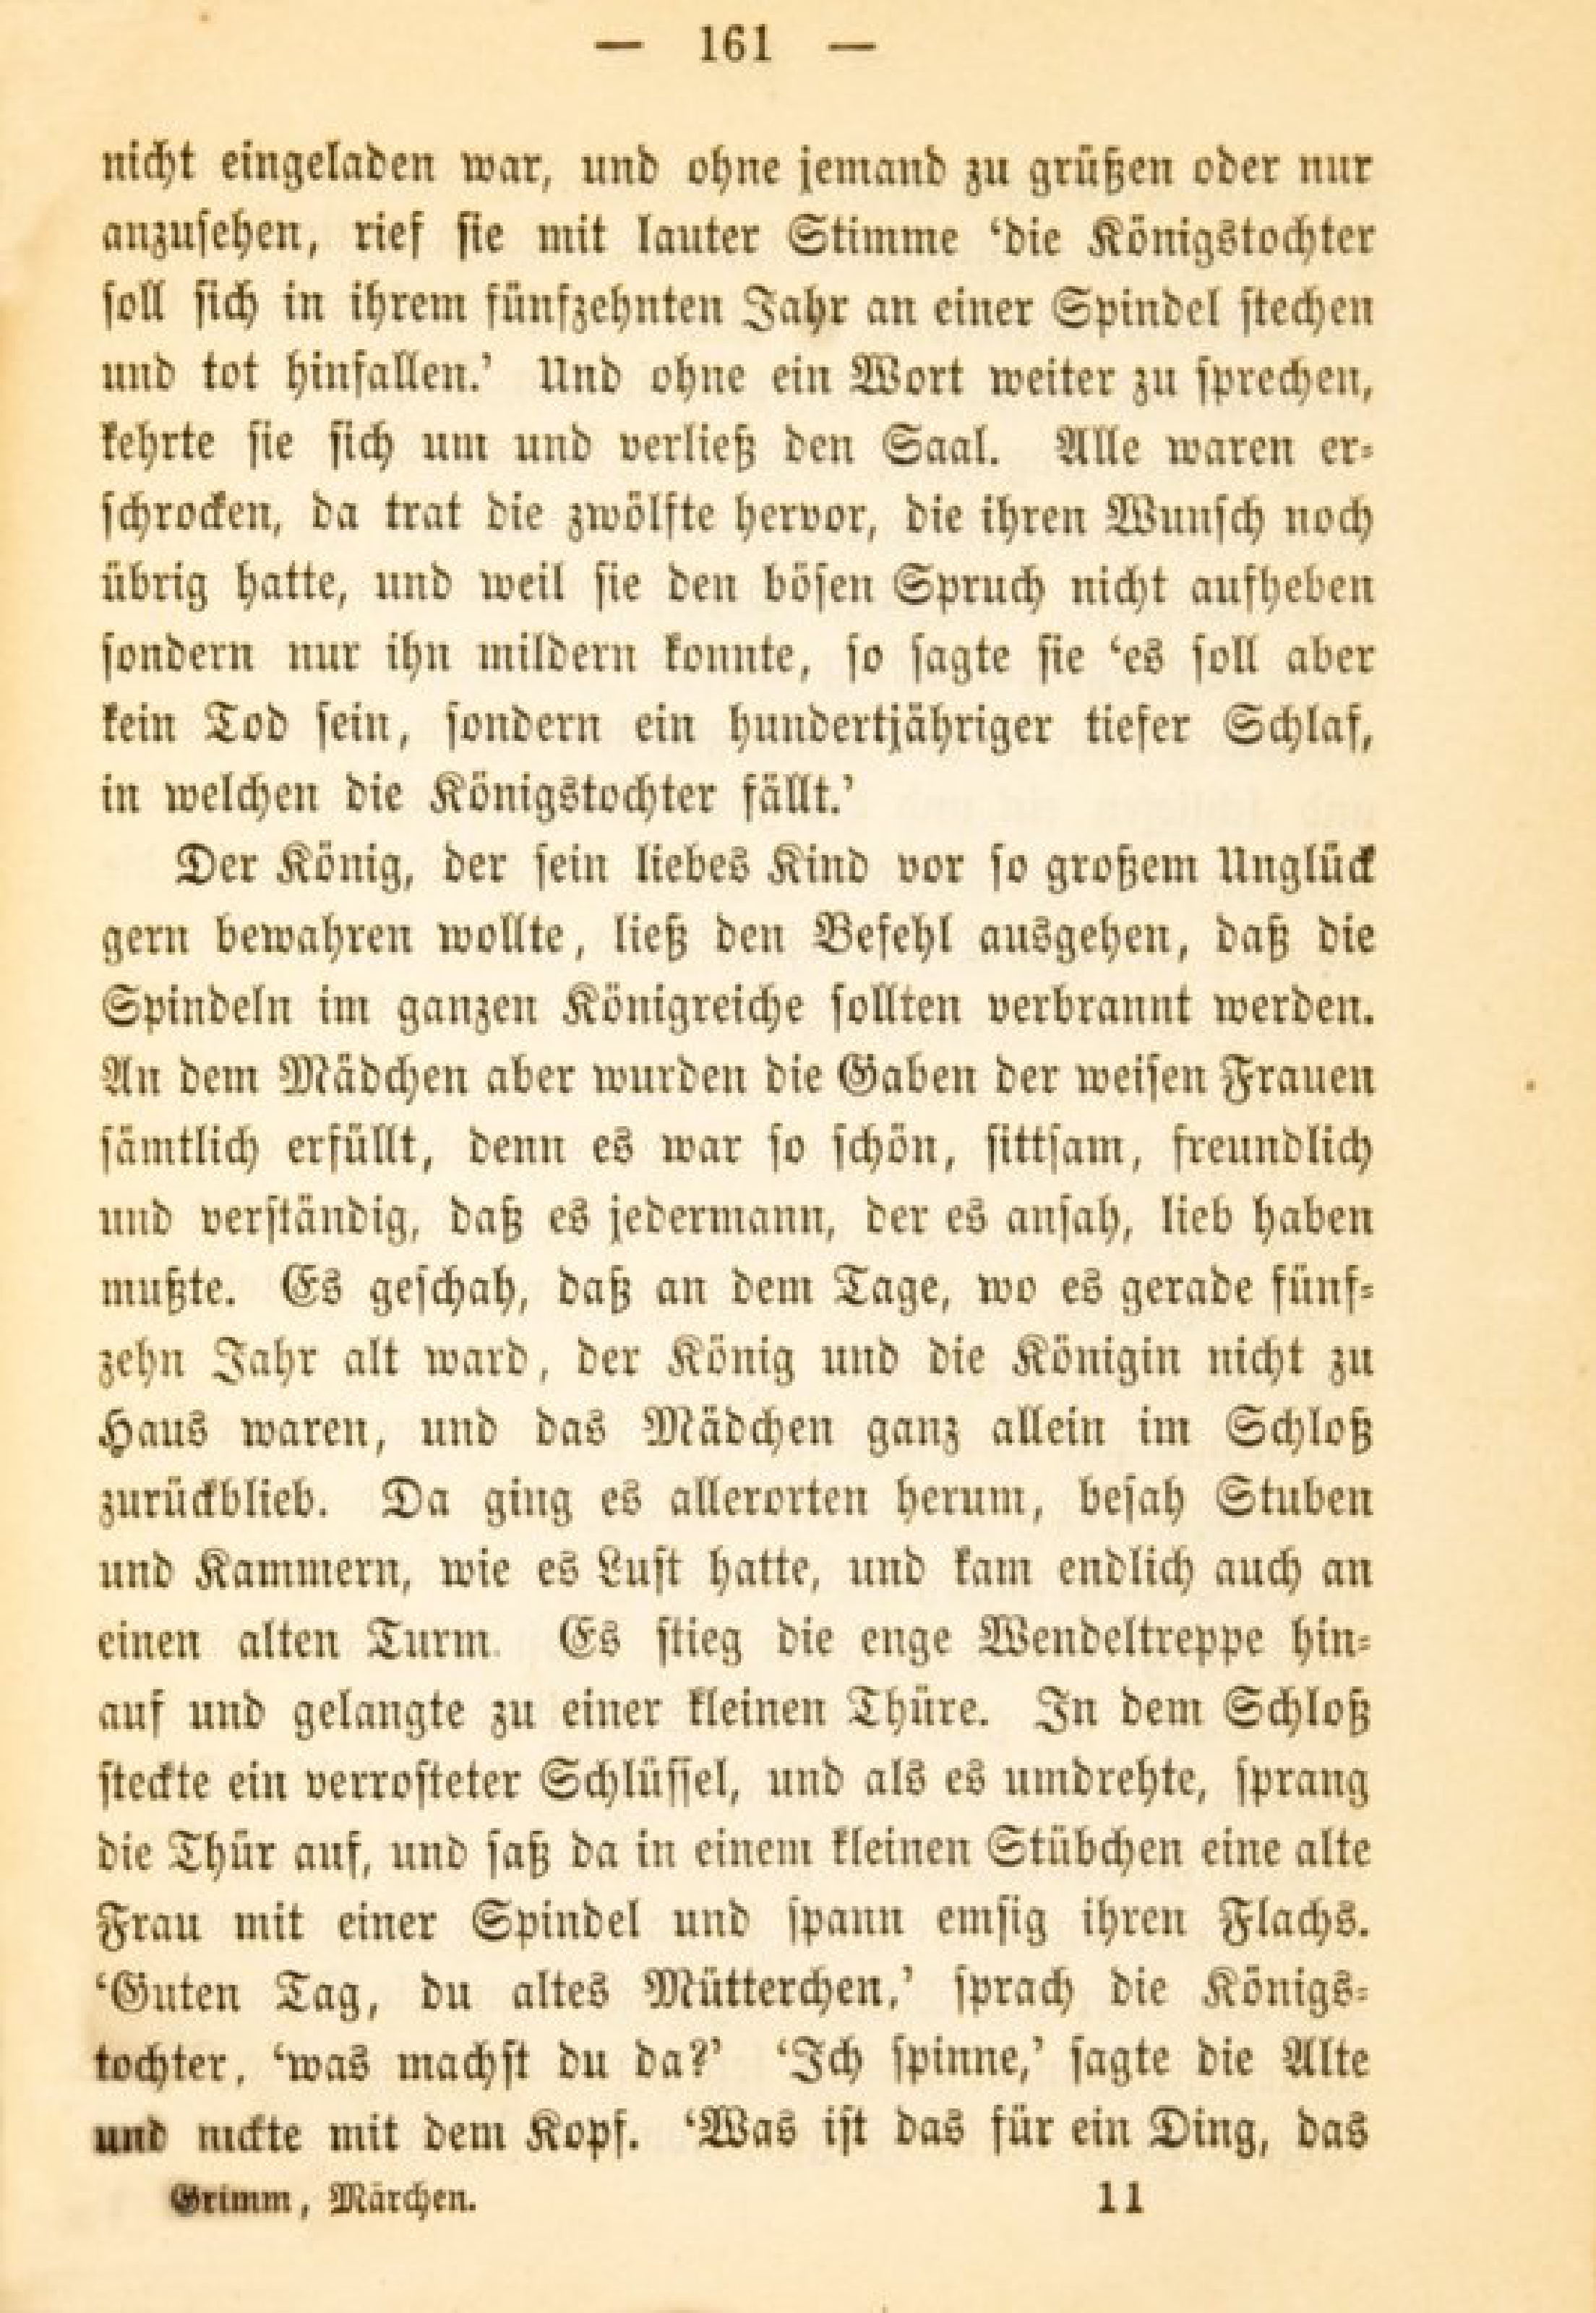 — 161 —
nicht eingeladen war, und ohne jemand zu grüßen oder nur
anzusehen, rief sie mit lauter Stimme ‘die Königstochter
soll sich in ihrem fünfzehnten Jahr an einer Spindel stechen
und tot hinfallen.’ Und ohne ein Wort weiter zu sprechen,
kehrte sie sich um und verließ den Saal. Alle waren er-
schrocken, da trat die zwölfte hervor, die ihren Wunsch noch
übrig hatte, und weil sie den bösen Spruch nicht aufheben
sondern nur ihn mildern konnte, so sagte sie ‘es soll aber
kein Tod sein, sondern ein hundertjähriger tiefer Schlaf,
in welchen die Königstochter fällt.’
Der König, der sein liebes Kind vor so großem Unglück
gern bewahren wollte, ließ den Befehl ausgehen, daß die
Spindeln im ganzen Königreiche sollten verbrannt werden.
An dem Mädchen aber wurden die Gaben der weisen Frauen
sämtlich erfüllt, denn es war so schön, sittsam, freundlich
und verständig, daß es jedermann, der es ansah, lieb haben
mußte. Es geschah, daß an dem Tage, wo es gerade fünf-
zehn Jahr alt ward, der König und die Königin nicht zu
Haus waren, und das Mädchen ganz allein im Schloß
zurückblieb. Da ging es allerorten herum, besah Stuben
und Kammern, wie es Lust hatte, und kam endlich auch an
einen alten Turm. Es stieg die enge Wendeltreppe hin-
auf und gelangte zu einer kleinen Thüre. In dem Schloß
steckte ein verrosteter Schlüssel, und als es umdrehte, sprang
die Thür auf, und saß da in einem kleinen Stübchen eine alte
Frau mit einer Spindel und spann emsig ihren Flachs.
‘Guten Tag, du altes Mütterchen,’ sprach die Königs-
tochter, ‘was machst du da?’ ‘Ich spinne,’ sagte die Alte
und nickte mit dem Kopf. ‘Was ist das für ein Ding, das
Grimm, Märchen. 11